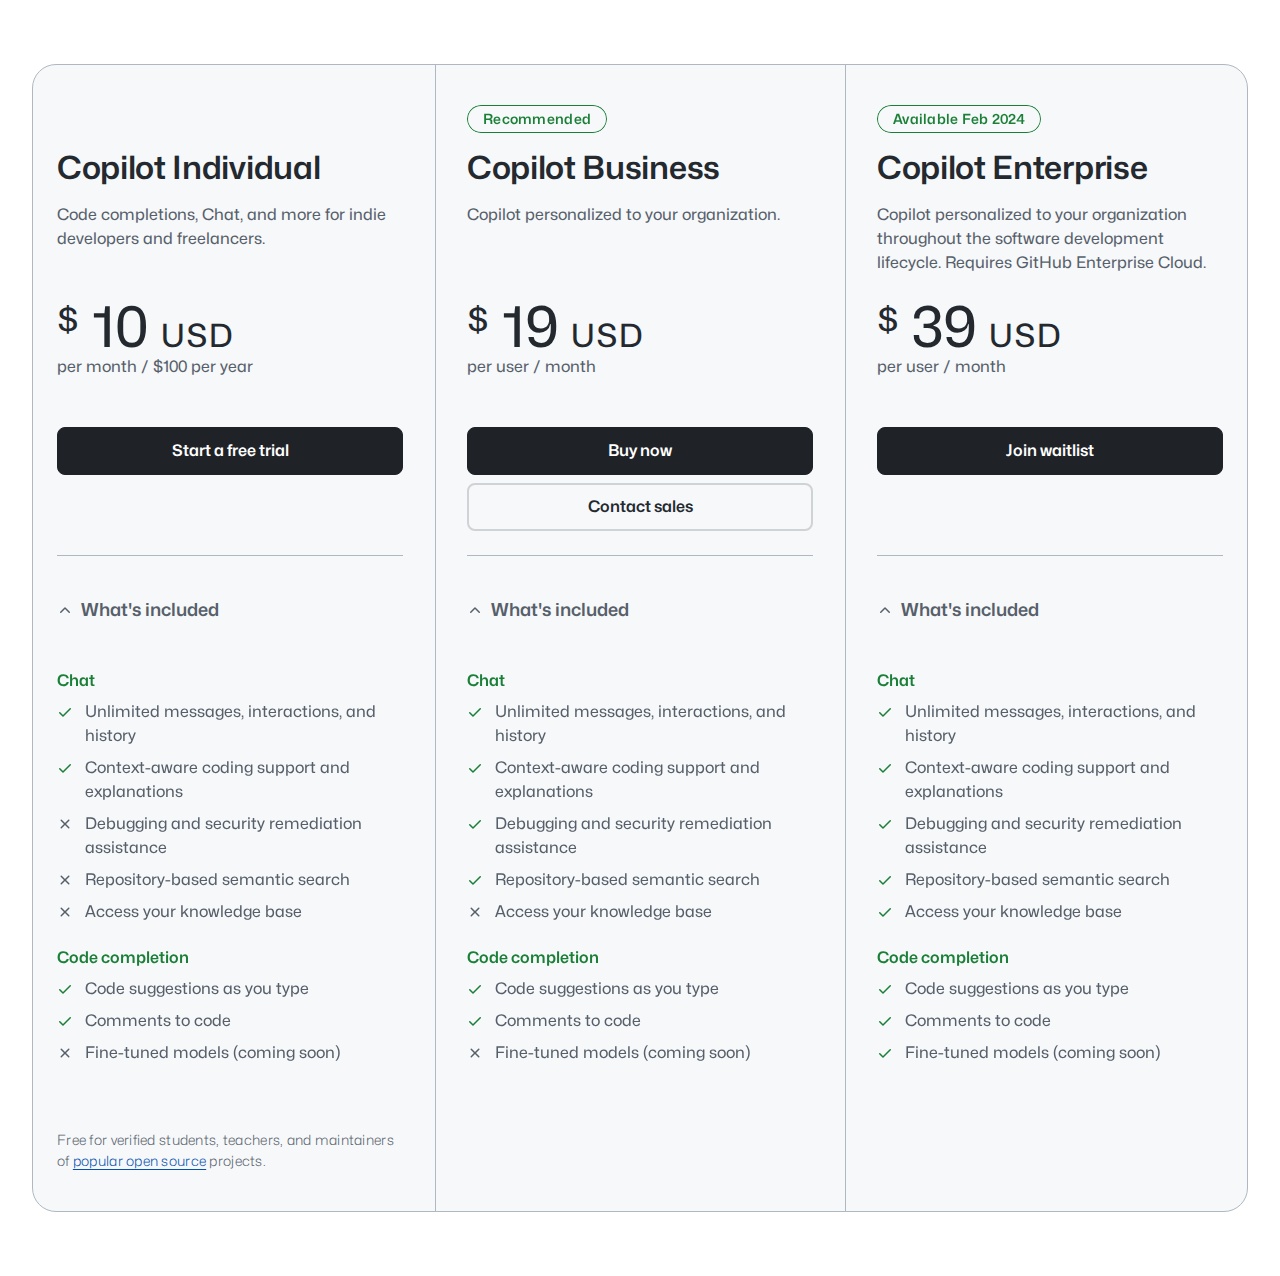 Copilot Individual
Code completions, Chat, and more for indie
developers and freelancers.
$ 10 USD
per month / $100 per year
Start a free trial
What's included
Chat
Unlimited messages, interactions, and
history
Context-aware coding support and
explanations
Debugging and security remediation
assistance
Repository-based semantic search
Access your knowledge base
Code completion
Code suggestions as you type
Comments to code
Fine-tuned models (coming soon)
Free for verified students, teachers, and maintainers
of popular open source projects.
Recommended
Copilot Business
Copilot personalized to your organization.
$ 19 USD
per user / month
Buy now
Contact sales
What's included
Chat
Unlimited messages, interactions, and
history
Context-aware coding support and
explanations
Debugging and security remediation
assistance
Repository-based semantic search
Access your knowledge base
Code completion
Code suggestions as you type
Comments to code
Fine-tuned models (coming soon)
Available Feb 2024
Copilot Enterprise
Copilot personalized to your organization
throughout the software development
lifecycle. Requires GitHub Enterprise Cloud.
$ 39 USD
per user / month
Join waitlist
What's included
Chat
Unlimited messages, interactions, and
history
Context-aware coding support and
explanations
Debugging and security remediation
assistance
Repository-based semantic search
Access your knowledge base
Code completion
Code suggestions as you type
Comments to code
Fine-tuned models (coming soon)